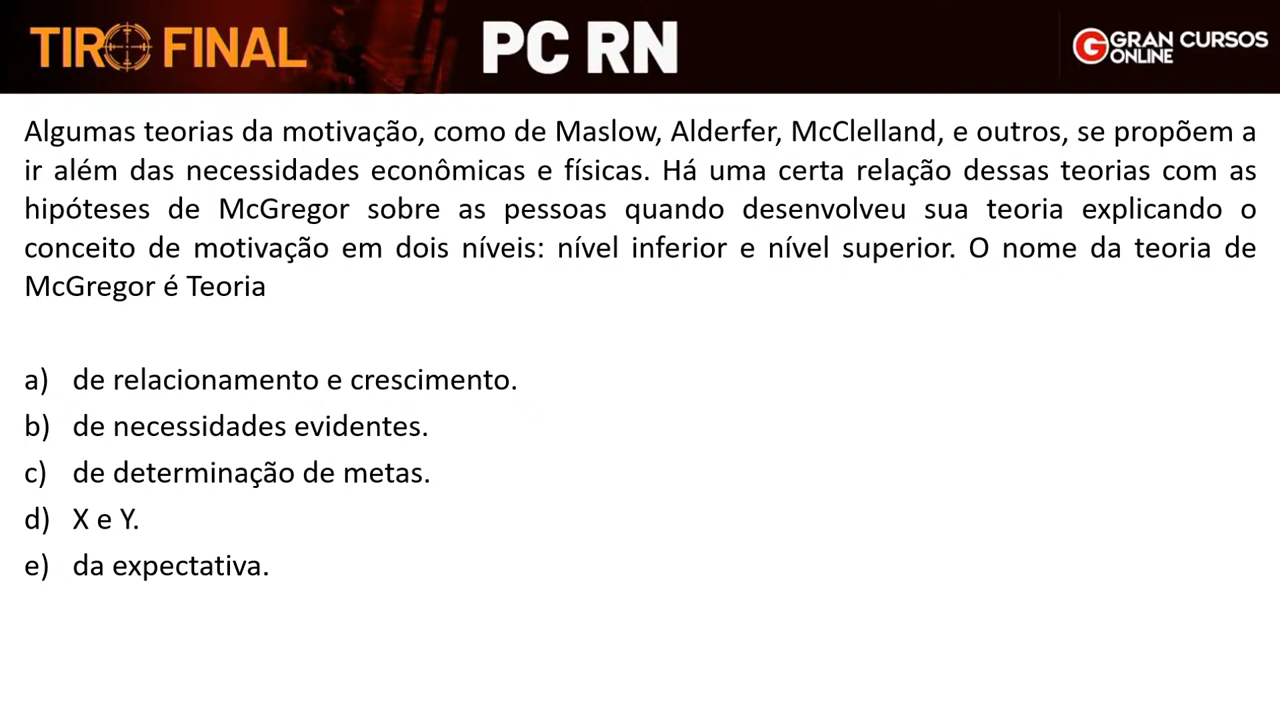 TIRO FINAL
PC RN
GRAN CURSOS
ONLINE
Algumas teorias da motivação, como de Maslow, Alderfer, McClelland, e outros, se propõem a
ir além das necessidades econômicas e físicas. Há uma certa relação dessas teorias com as
hipóteses de McGregor sobre as pessoas quando desenvolveu sua teoria explicando o
conceito de motivação em dois níveis: nível inferior e nível superior. O nome da teoria de
McGregor é Teoria
a) de relacionamento e crescimento.
b) de necessidades evidentes.
c) de determinação de metas.
d) X e Y.
e) da expectativa.